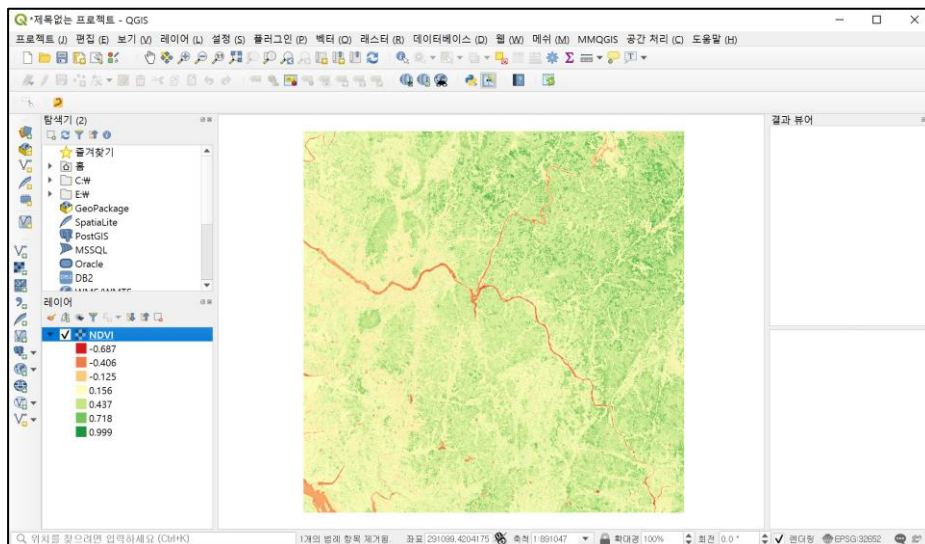 *제목없는 프로젝트 - QGIS
프로젝트 (J) 편집 (E) 보기 (V) 레이어 (L) 설정 (S) 플러그인 (P) 벡터 (O) 래스터 (R) 데이터베이스 (D) 웹 (W) 메쉬 (M) MMQGIS 공간 처리 (C) 도움말 (H)
탐색기 (2)
즐겨찾기
홈
C:₩
E:₩
GeoPackage
SpatiaLite
PostGIS
MSSQL
Oracle
DB2
WMS/WMTS
레이어
NDVI
-0.687
-0.406
-0.125
0.156
0.437
0.718
0.999
결과 뷰어
위치를 찾으려면 입력하세요 (Ctrl+K) 1개의 범례 항목 제거됨. 좌표 291099,4204175 축척 1:891047 확대경 100% 회전 0.0 ° 렌더링 EPSG:32652